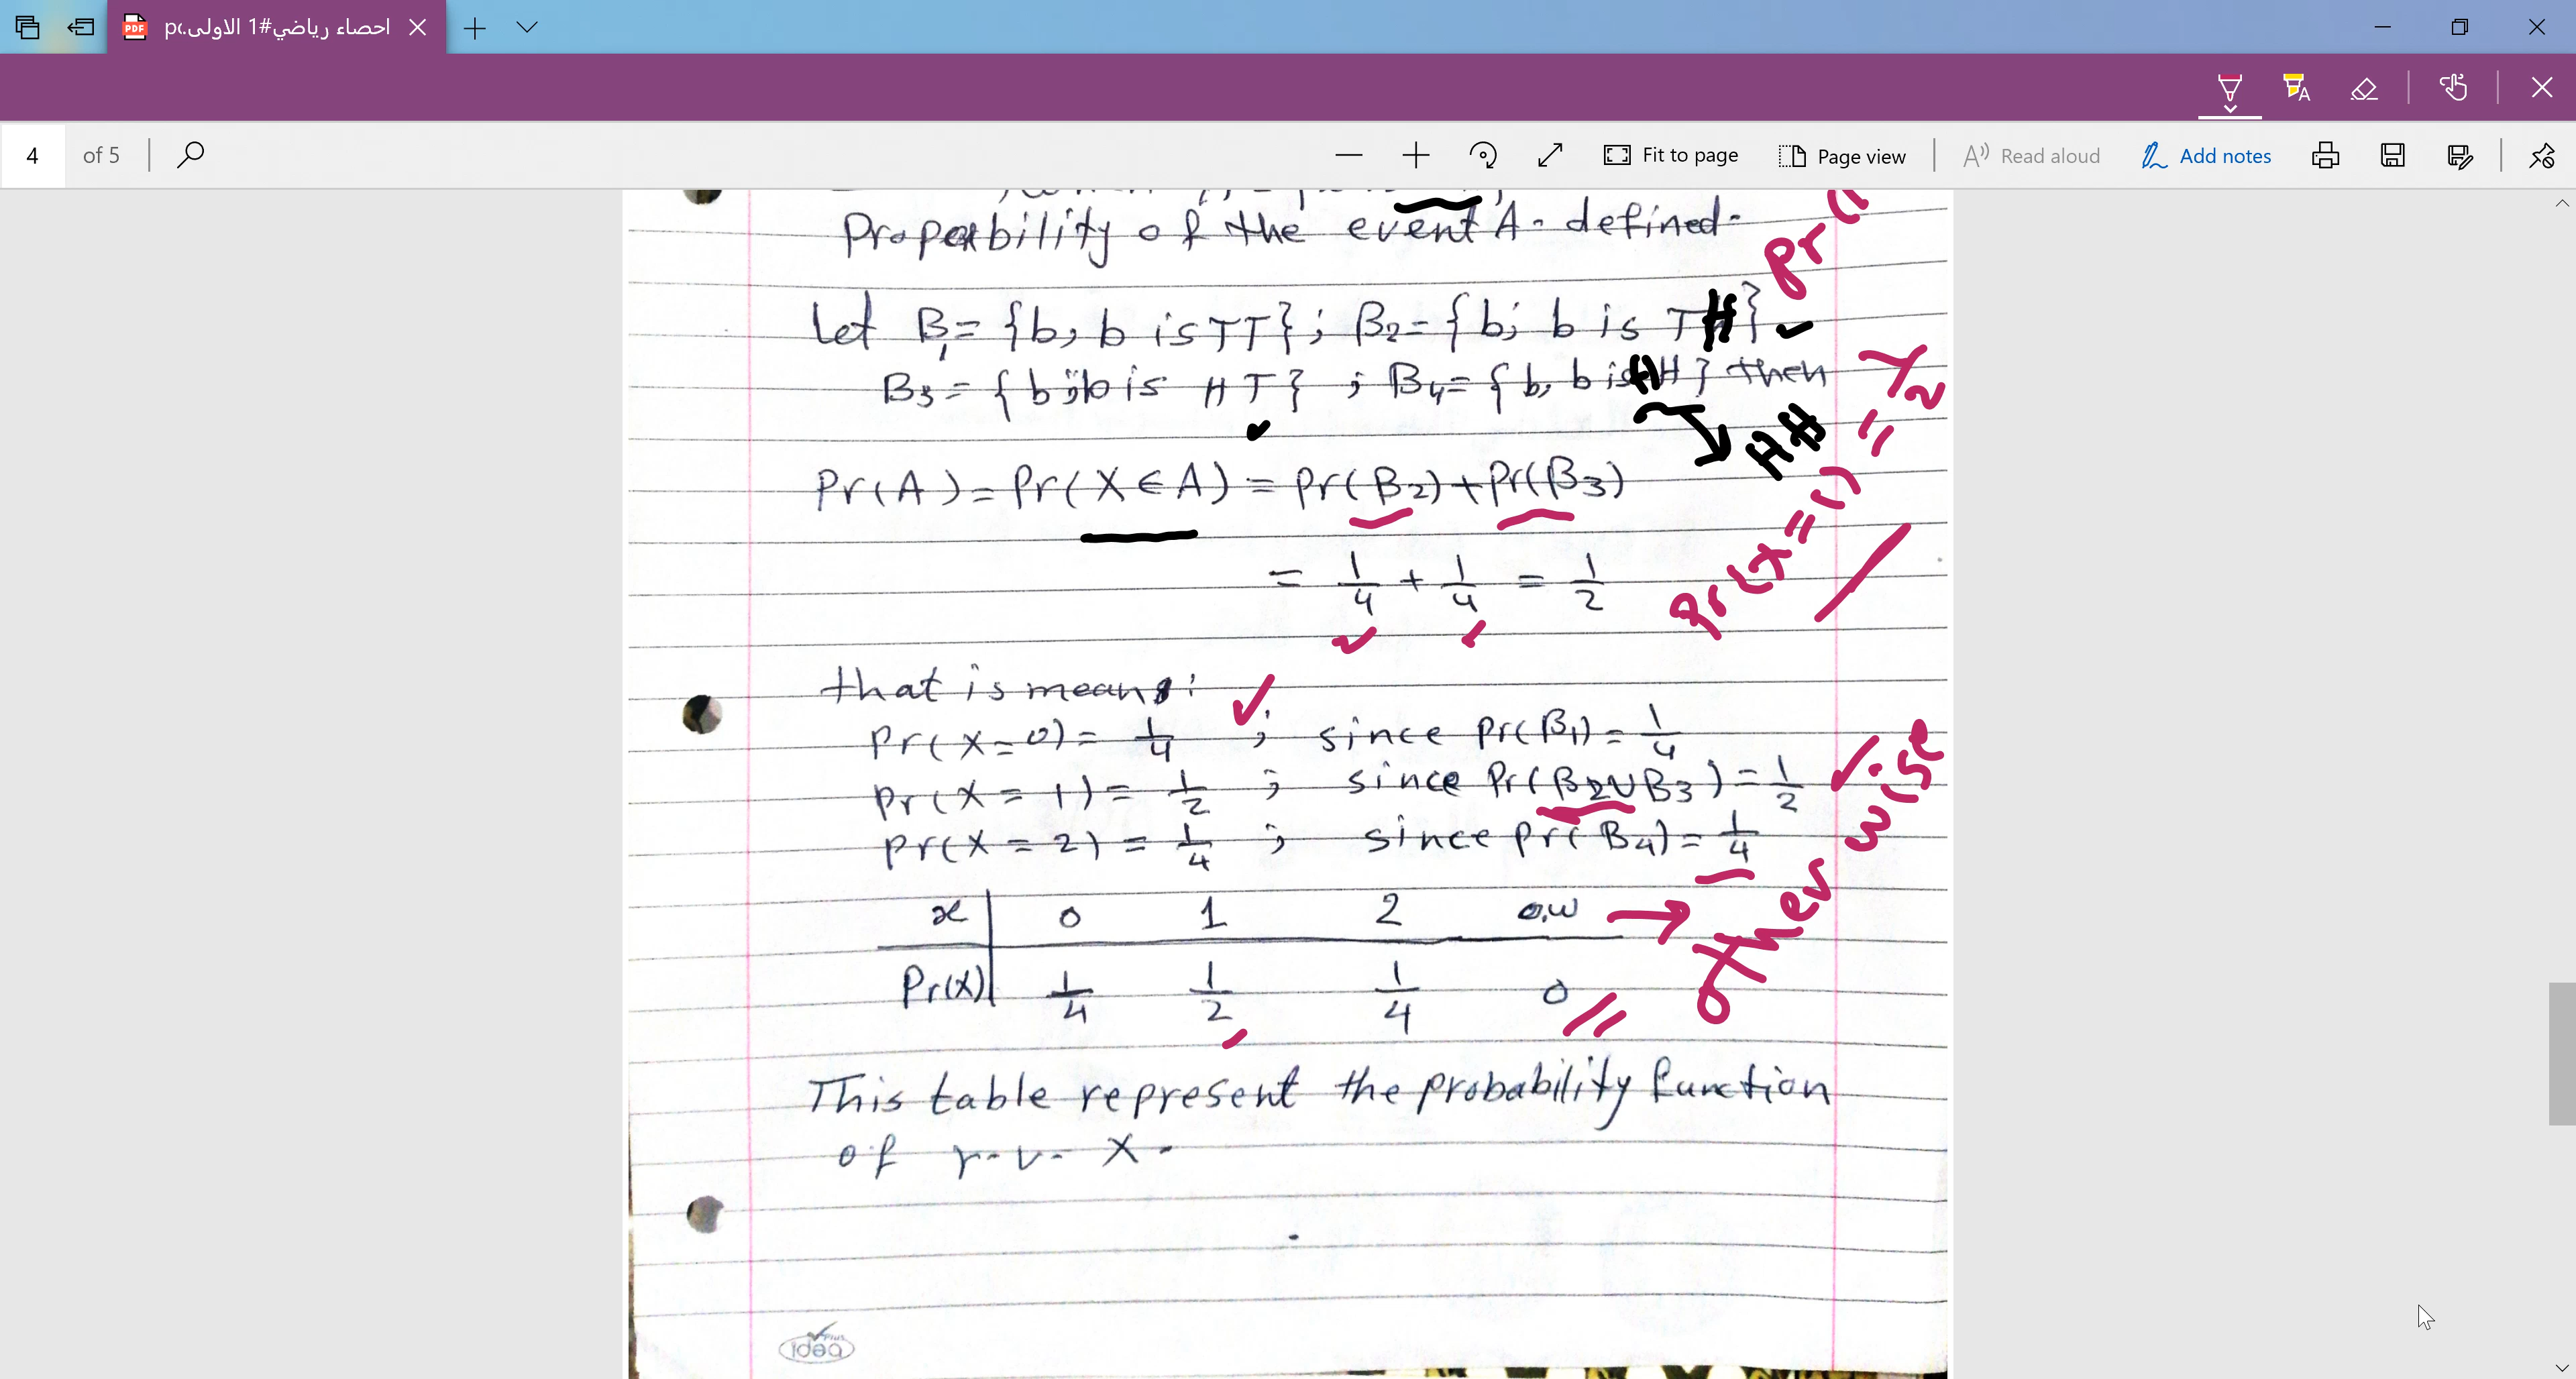 احصاء رياضي#1 الاولى.pc
4 of 5
Fit to page
Page view
Read aloud
Add notes
Properbility of the event A. defined.
Let B1 = {b, b is TT} ; B2 = {b; b is TH}
B3 = {b ; b is HT} ; B4 = {b, b is HH} then
HH
Pr(A) = Pr(X ∈ A) = Pr(B2) + Pr(B3)
= 1/4 + 1/4 = 1/2
Pr(x=1) = 1/2
that is means:
Pr(X=0) = 1/4 ; since Pr(B1) = 1/4
Pr(X=1) = 1/2 ; since Pr(B2∪B3) = 1/2
Pr(X=2) = 1/4 ; since Pr(B4) = 1/4
x 0 1 2 o.w → other wise
Pr(X) 1/4 1/2 1/4 0
This table represent the probability function
of r.v. X.
Plus
idea